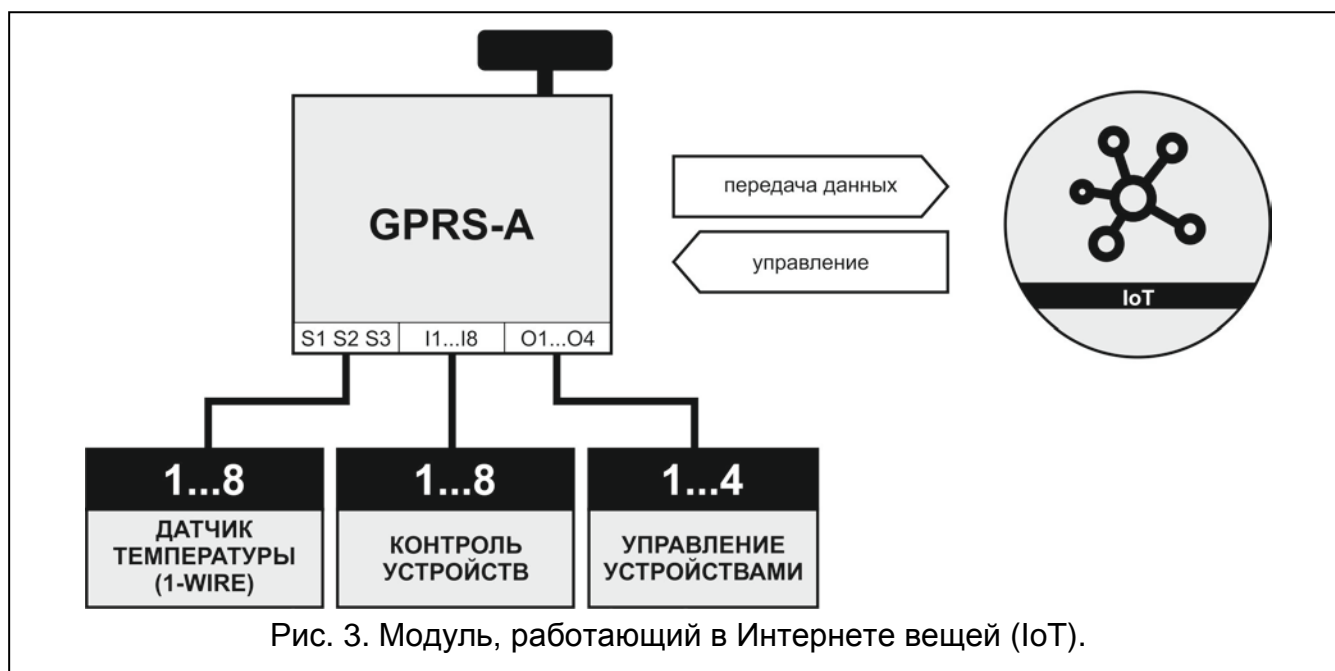 GPRS-A
передача данных
управление
IoT
S1 S2 S3
I1...I8
O1...O4
1...8
ДАТЧИК
ТЕМПЕРАТУРЫ
(1-WIRE)
1...8
КОНТРОЛЬ
УСТРОЙСТВ
1...4
УПРАВЛЕНИЕ
УСТРОЙСТВАМИ
Рис. 3. Модуль, работающий в Интернете вещей (IoT).